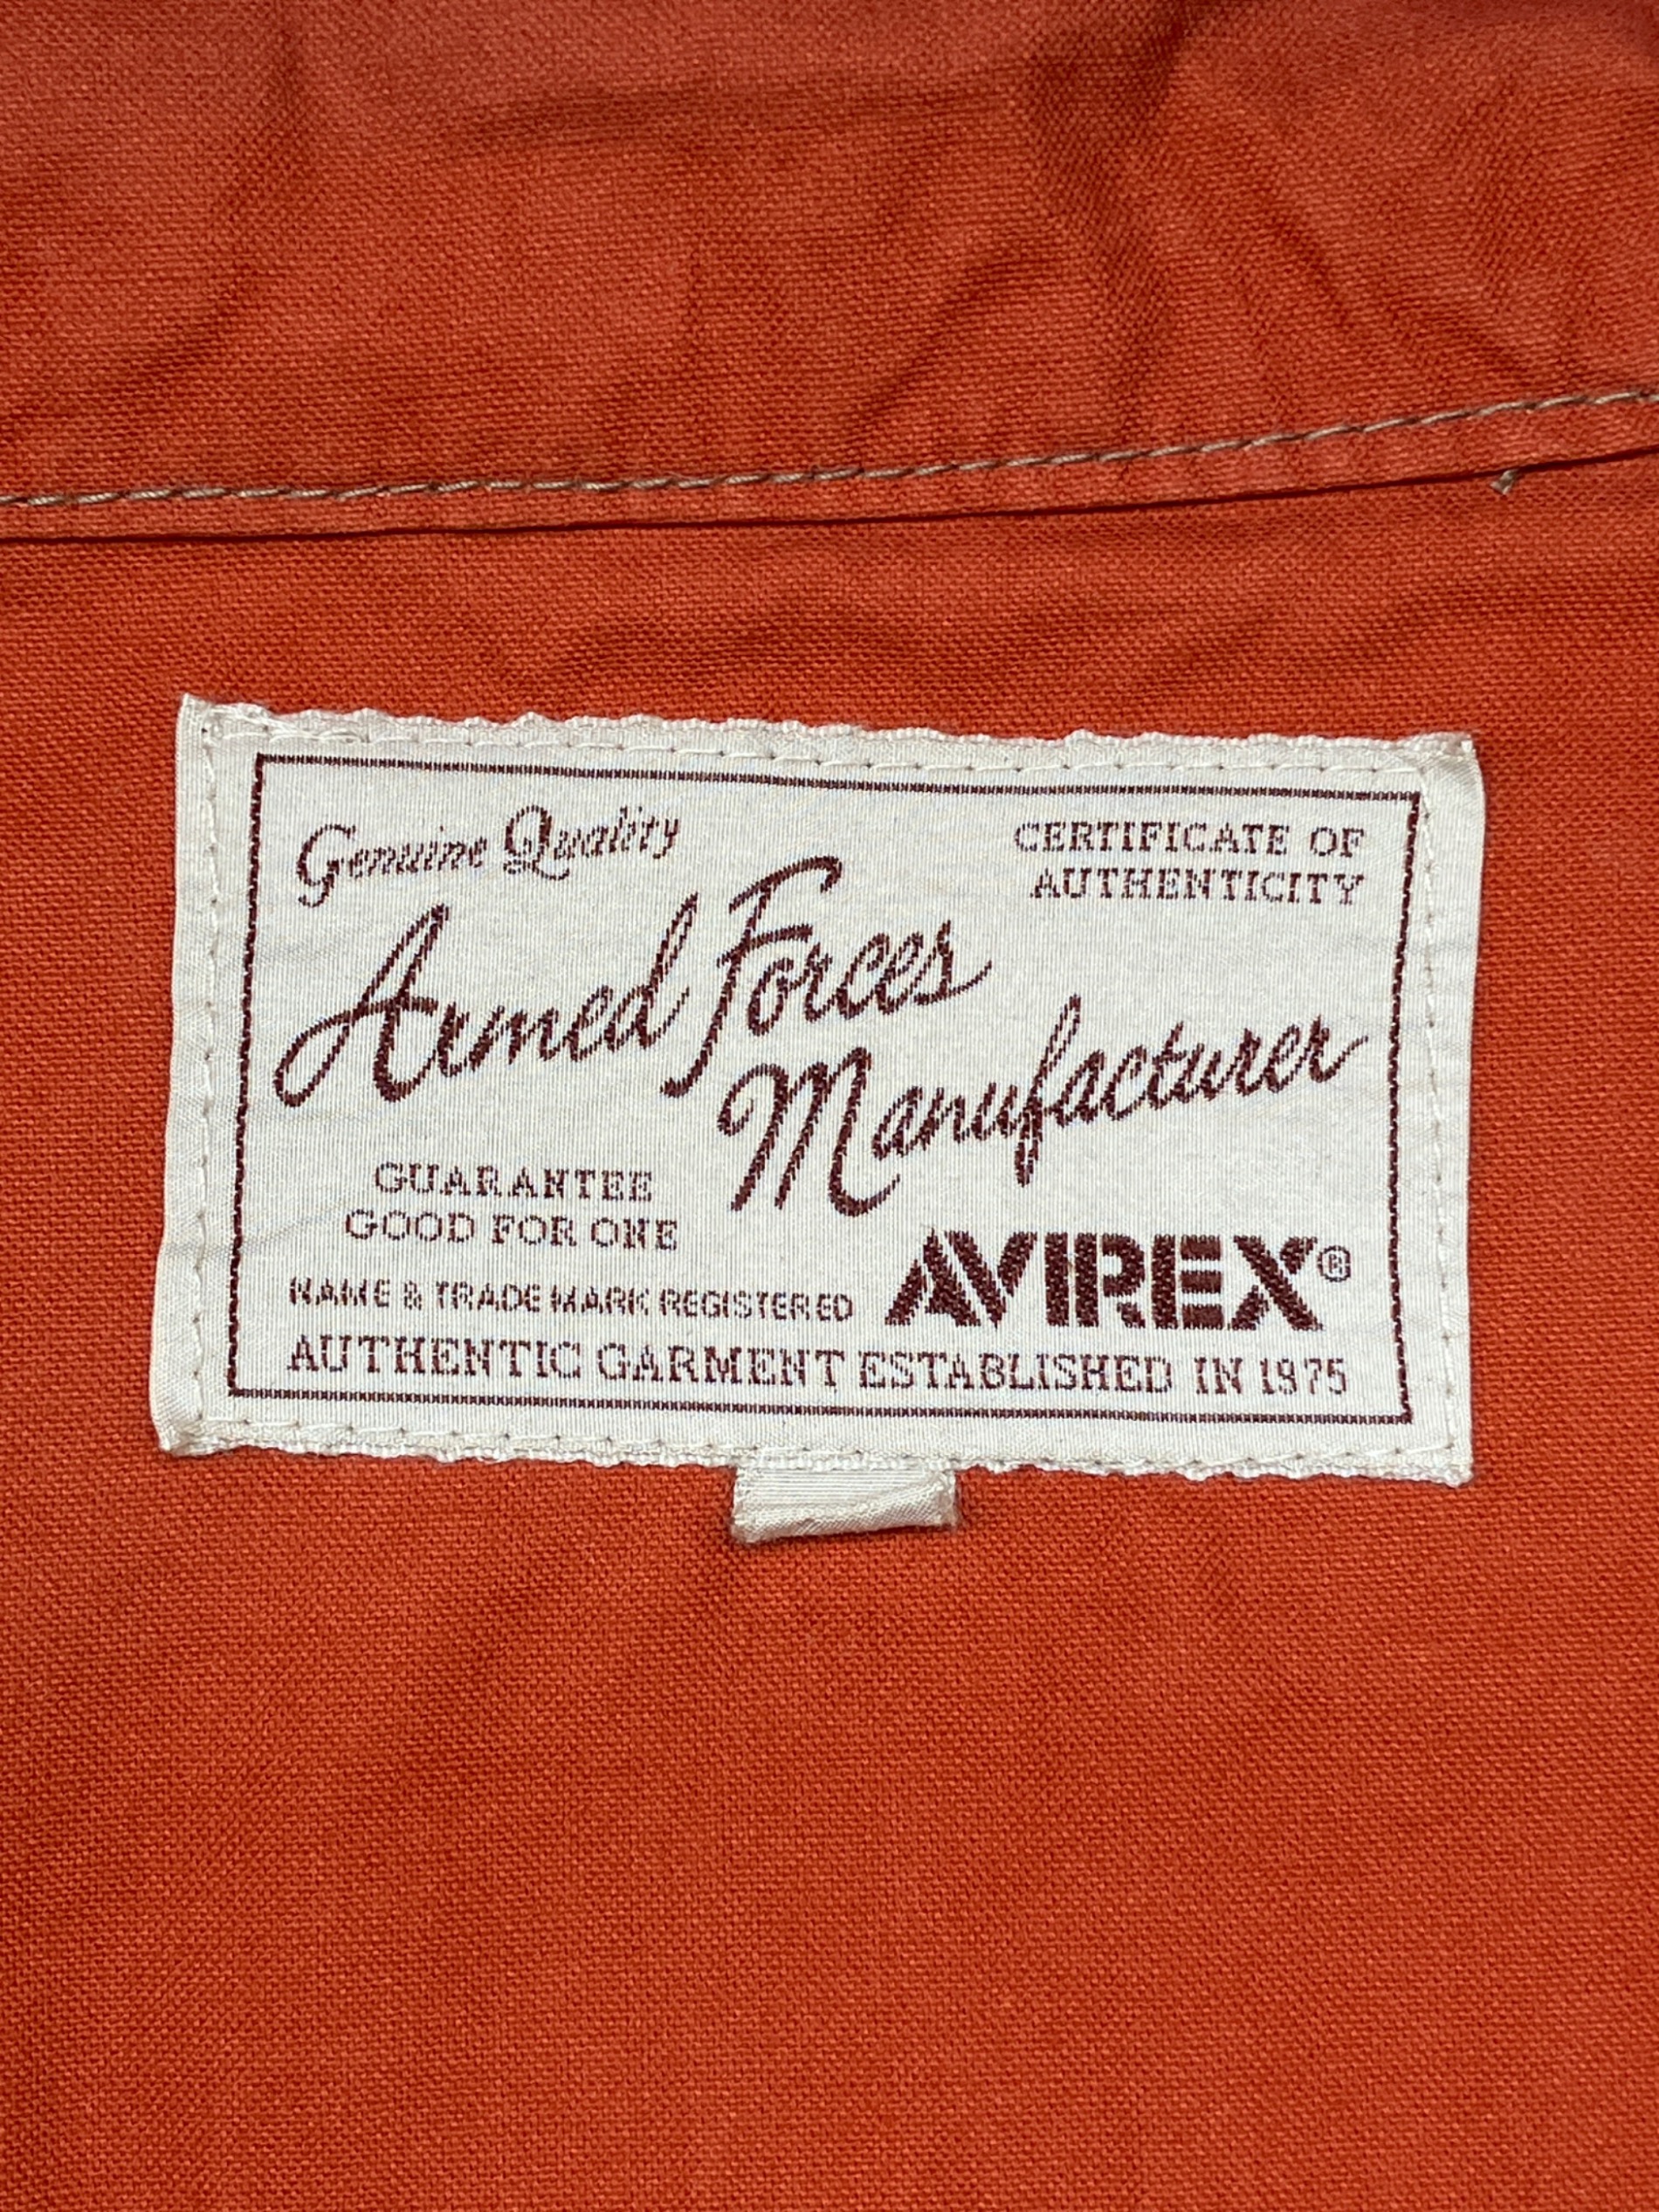 Genuine Quality
CERTIFICATE OF
AUTHENTICITY
Armed Forces
Manufacturer
GUARANTEE
GOOD FOR ONE
NAME & TRADE MARK REGISTERED
AVIREX®
AUTHENTIC GARMENT ESTABLISHED IN 1975